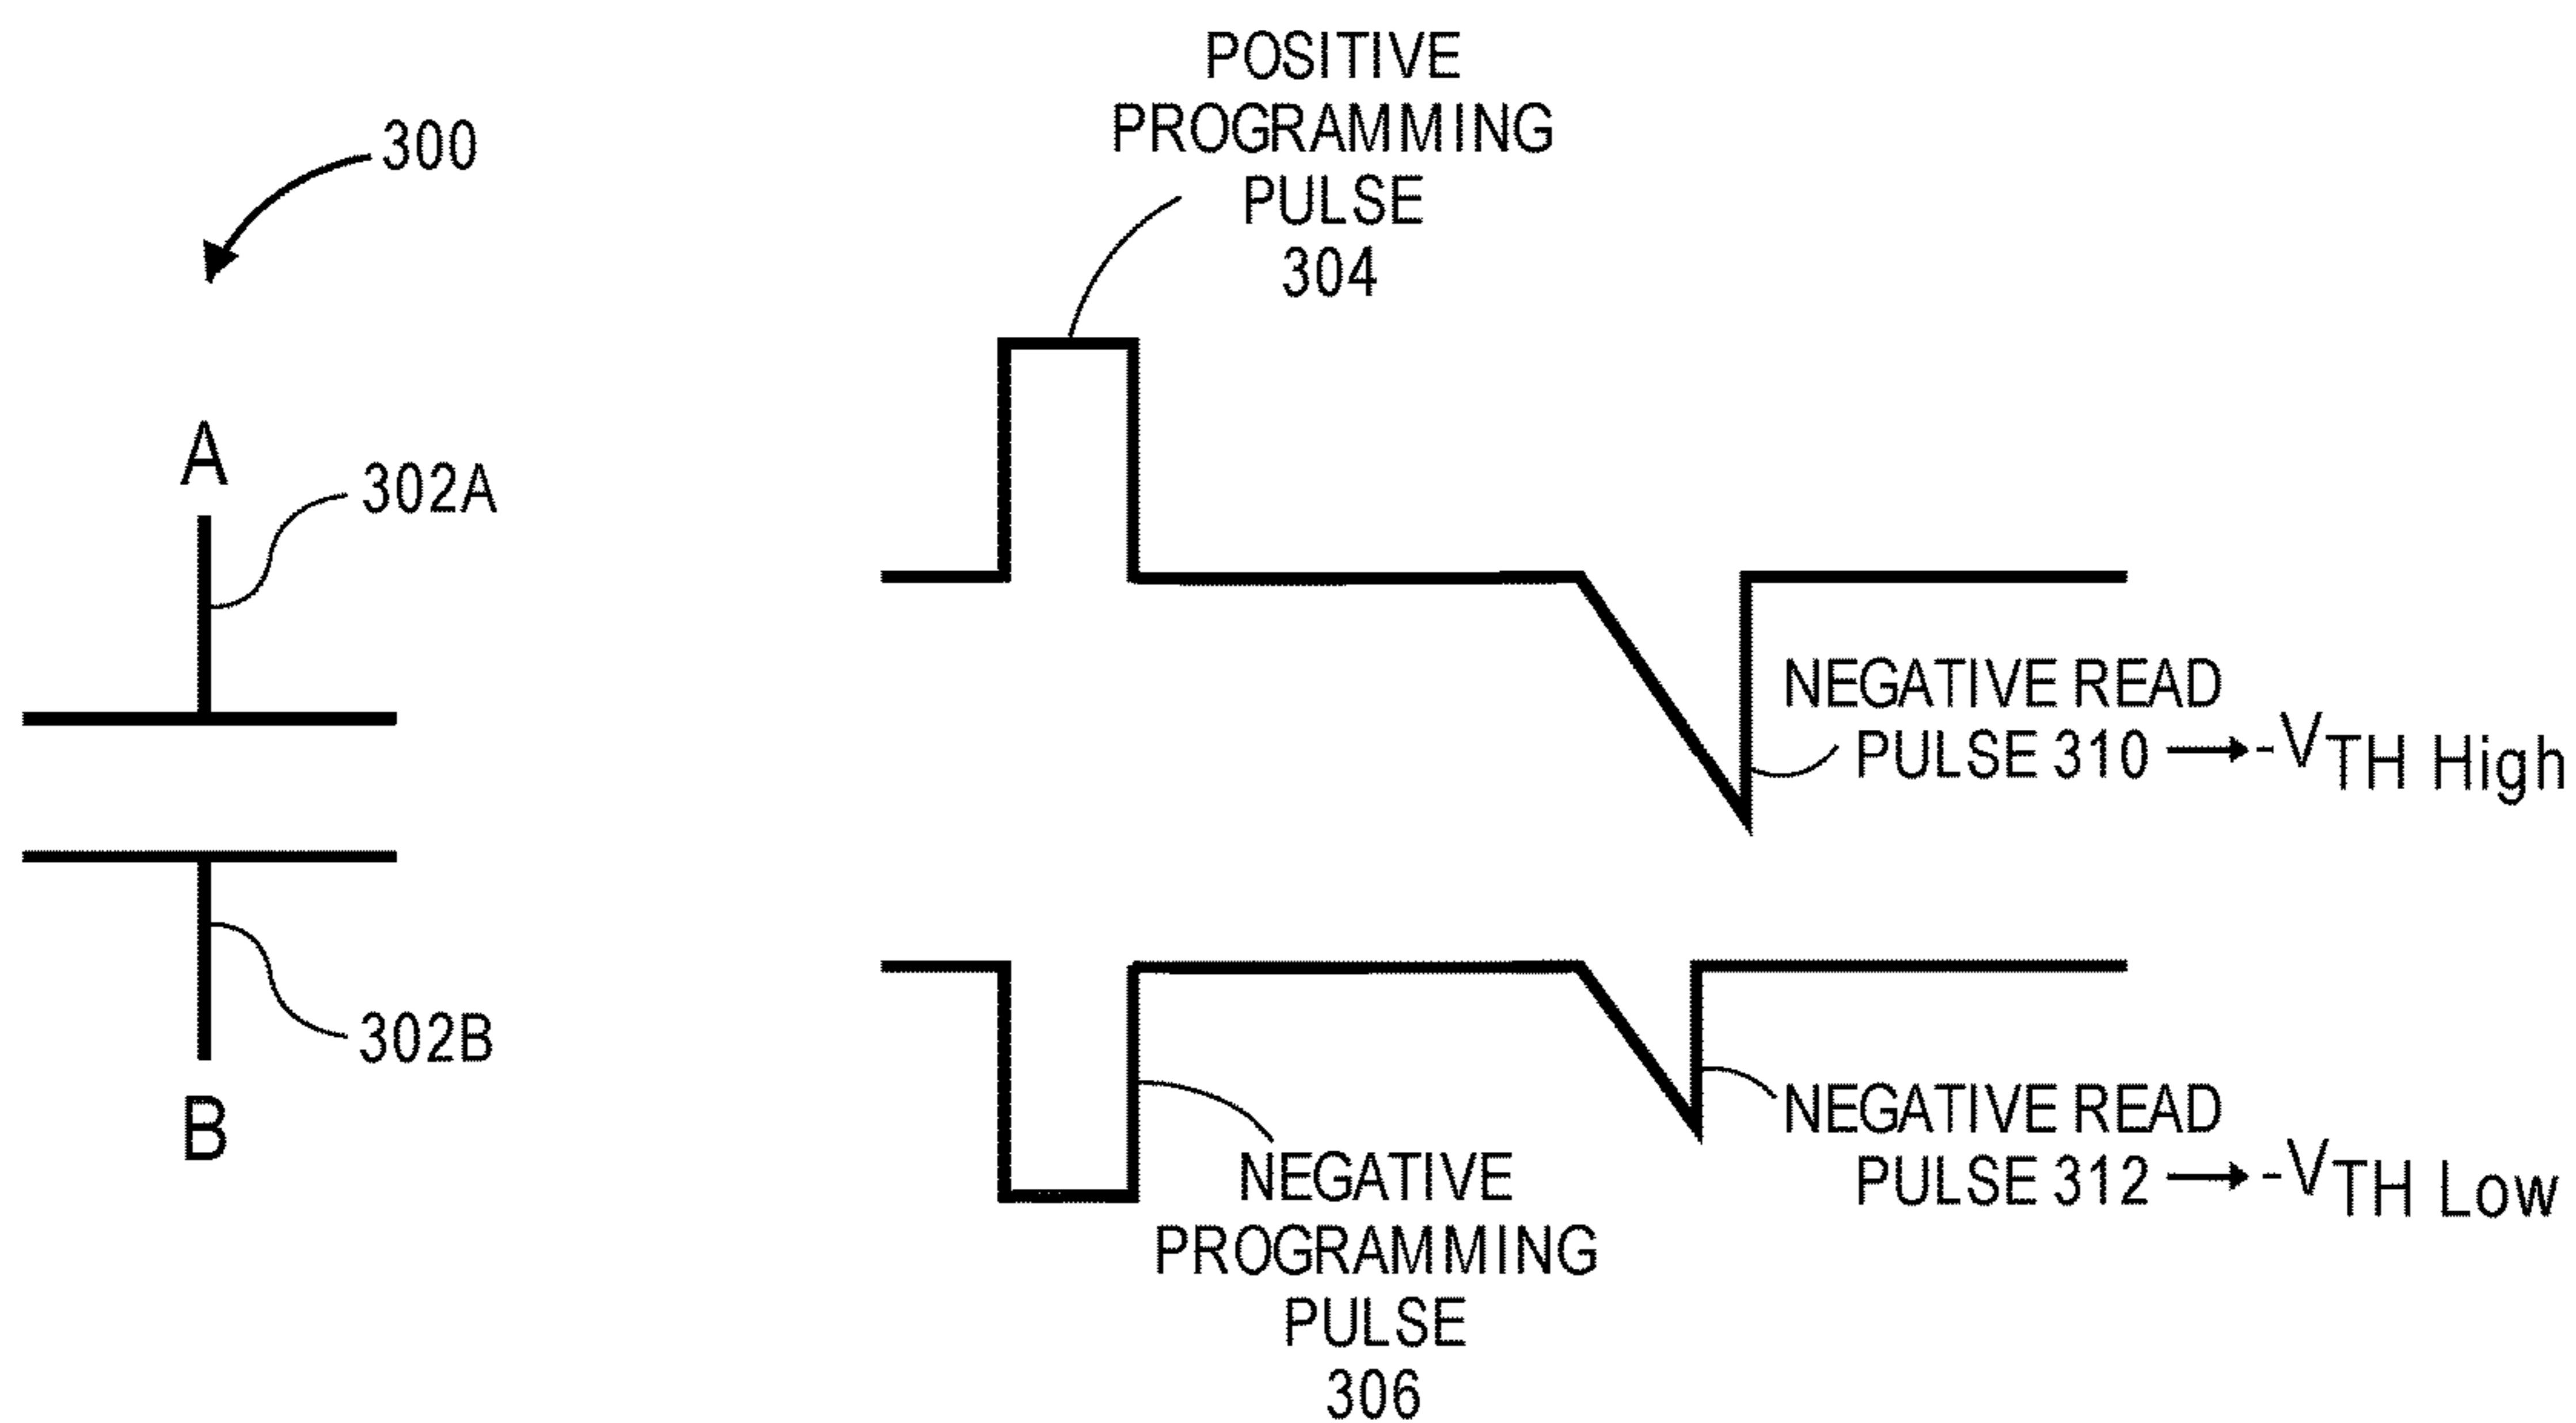 300
A
302A
302B
B
POSITIVE
PROGRAMMING
PULSE
304
NEGATIVE READ
PULSE 310 → -VTH High
NEGATIVE
PROGRAMMING
PULSE
306
NEGATIVE READ
PULSE 312 → -VTH Low